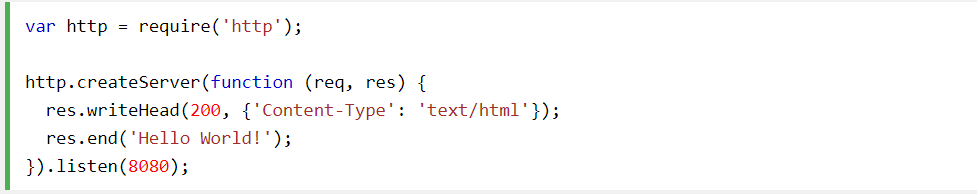 var http = require('http');

http.createServer(function (req, res) {
  res.writeHead(200, {'Content-Type': 'text/html'});
  res.end('Hello World!');
}).listen(8080);